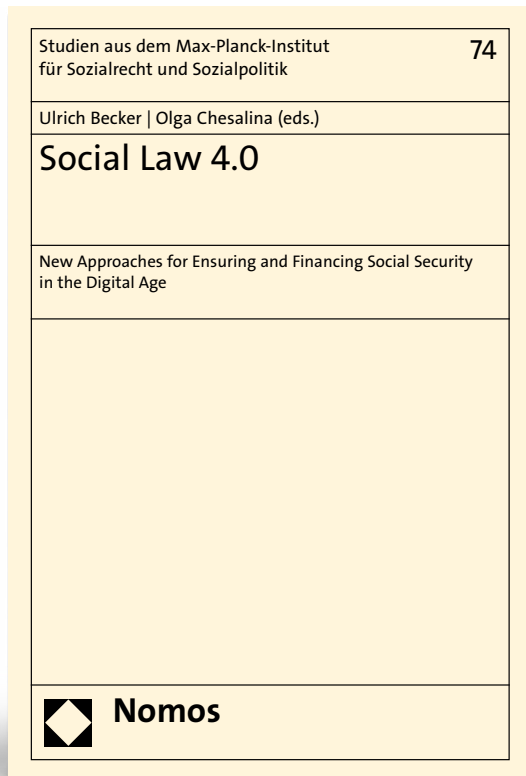 Studien aus dem Max-Planck-Institut
für Sozialrecht und Sozialpolitik
74
Ulrich Becker | Olga Chesalina (eds.)
Social Law 4.0
New Approaches for Ensuring and Financing Social Security
in the Digital Age
Nomos